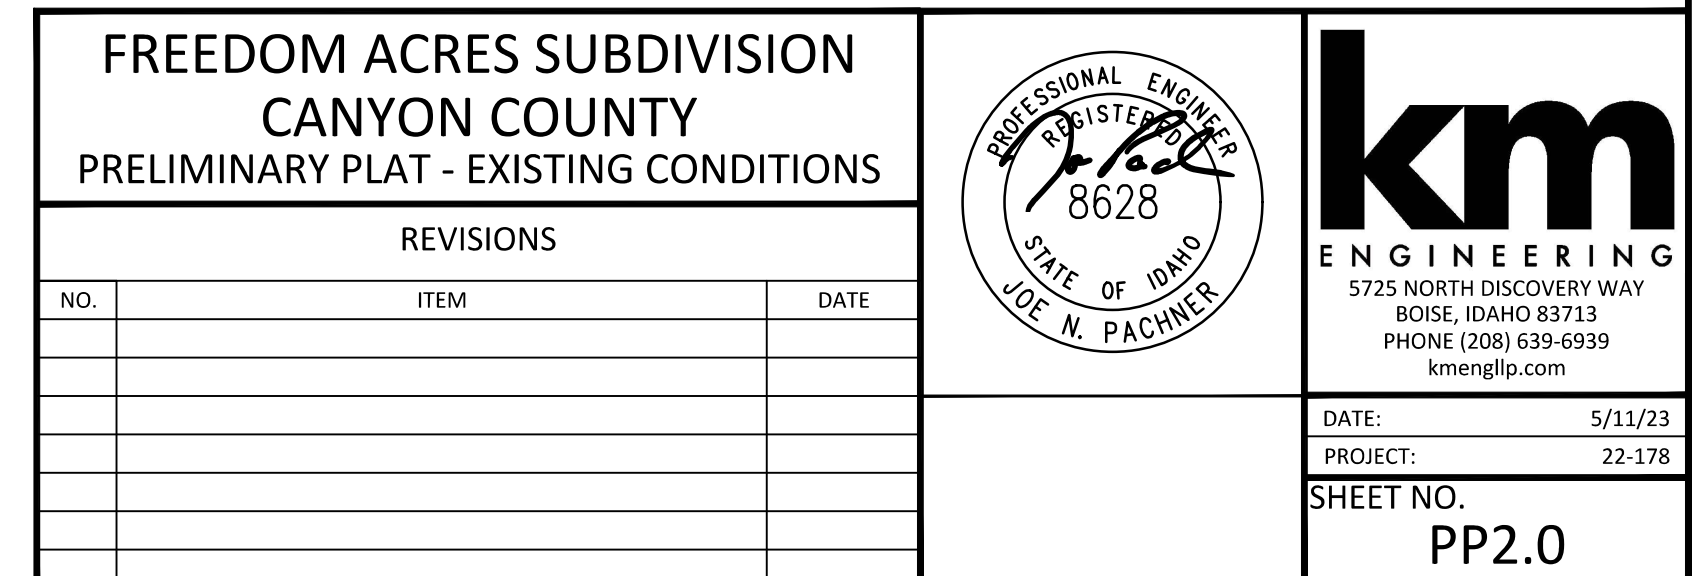 FREEDOM ACRES SUBDIVISION
CANYON COUNTY
PRELIMINARY PLAT - EXISTING CONDITIONS
REVISIONS
NO. ITEM DATE
PROFESSIONAL ENGINEER
REGISTERED
8628
STATE OF IDAHO
JOE N. PACHNER
km
ENGINEERING
5725 NORTH DISCOVERY WAY
BOISE, IDAHO 83713
PHONE (208) 639-6939
kmengllp.com
DATE: 5/11/23
PROJECT: 22-178
SHEET NO.
PP2.0